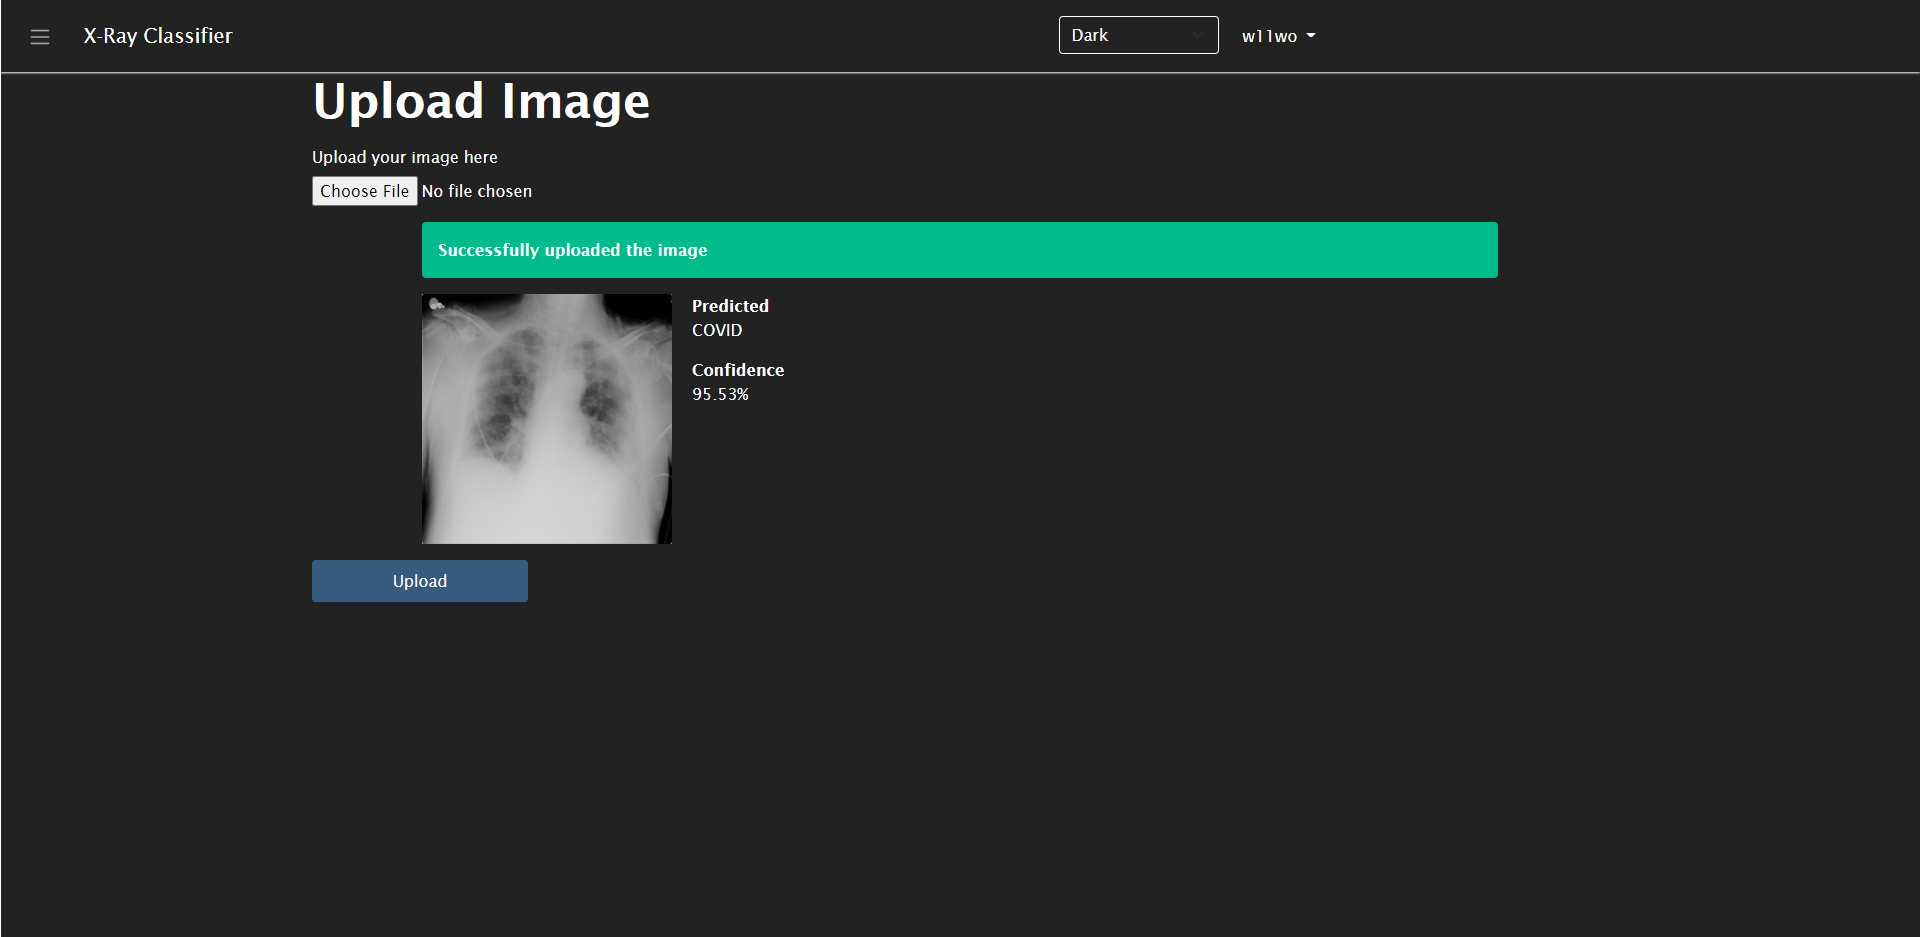 X-Ray Classifier
Dark
w11wo
Upload Image
Upload your image here
Choose File No file chosen
Successfully uploaded the image
Predicted
COVID
Confidence
95.53%
Upload